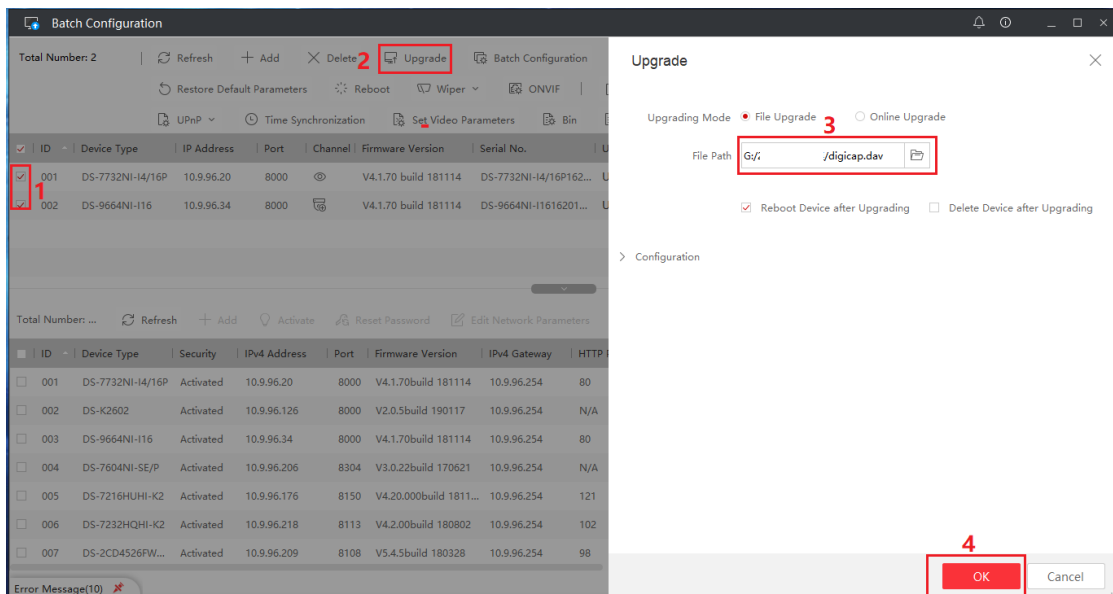 Batch Configuration
Total Number: 2 Refresh Add Delete 2 Upgrade Batch Configuration
Restore Default Parameters Reboot Wiper ONVIF
UPnP Time Synchronization Set Video Parameters Bin
ID Device Type IP Address Port Channel Firmware Version Serial No. U
001 DS-7732NI-I4/16P 10.9.96.20 8000 V4.1.70 build 181114 DS-7732NI-I4/16P162... U
1
002 DS-9664NI-I16 10.9.96.34 8000 V4.1.70 build 181114 DS-9664NI-I1616201... U
Total Number: ... Refresh Add Activate Reset Password Edit Network Parameters
ID Device Type Security IPv4 Address Port Firmware Version IPv4 Gateway HTTP
001 DS-7732NI-I4/16P Activated 10.9.96.20 8000 V4.1.70build 181114 10.9.96.254 80
002 DS-K2602 Activated 10.9.96.126 8000 V2.0.5build 190117 10.9.96.254 N/A
003 DS-9664NI-I16 Activated 10.9.96.34 8000 V4.1.70build 181114 10.9.96.254 80
004 DS-7604NI-SE/P Activated 10.9.96.206 8304 V3.0.22build 170621 10.9.96.254 N/A
005 DS-7216HUHI-K2 Activated 10.9.96.176 8150 V4.20.000build 1811... 10.9.96.254 121
006 DS-7232HQHI-K2 Activated 10.9.96.218 8113 V4.2.00build 180802 10.9.96.254 102
007 DS-2CD4526FW... Activated 10.9.96.209 8108 V5.4.5build 180328 10.9.96.254 98
Error Message(10)
Upgrade
Upgrading Mode File Upgrade 3 Online Upgrade
File Path G:/ :/digicap.dav
Reboot Device after Upgrading Delete Device after Upgrading
Configuration
4
OK Cancel